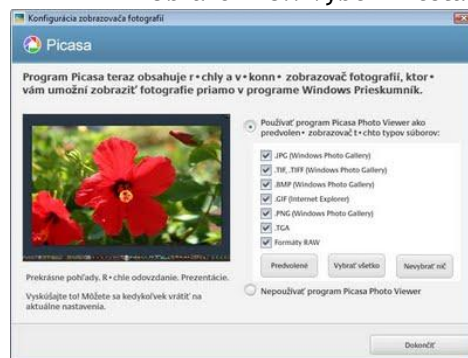 Konfigurácia zobrazovača fotografií
Picasa
Program Picasa teraz obsahuje r•chly a v•konn• zobrazovač fotografií, ktor•
vám umožní zobraziť fotografie priamo v programe Windows Prieskumník.
Používať program Picasa Photo Viewer ako
predvolen• zobrazovač t•chto typov súborov:
.JPG (Windows Photo Gallery)
.TIF, .TIFF (Windows Photo Gallery)
.BMP (Windows Photo Gallery)
.GIF (Internet Explorer)
.PNG (Windows Photo Gallery)
.TGA
Formáty RAW
Predvolené
Vybrať všetko
Nevybrať nič
Prekrásne pohľady. R•chle odovzdanie. Prezentácie.
Vyskúšajte to! Môžete sa kedykoľvek vrátiť na
aktuálne nastavenia.
Nepoužívať program Picasa Photo Viewer
Dokončiť